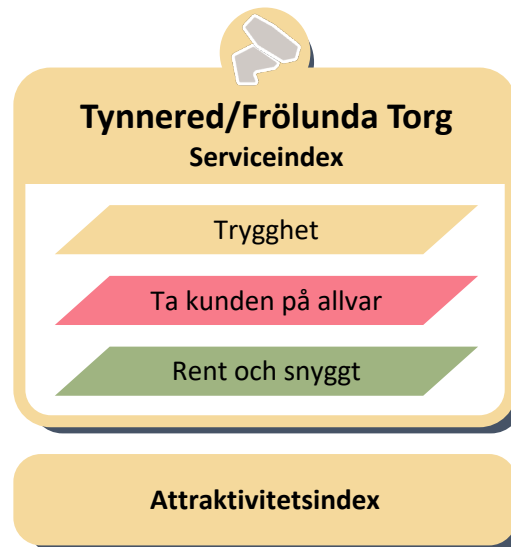 Tynnered/Frölunda Torg
Serviceindex
Trygghet
Ta kunden på allvar
Rent och snyggt
Attraktivitetsindex